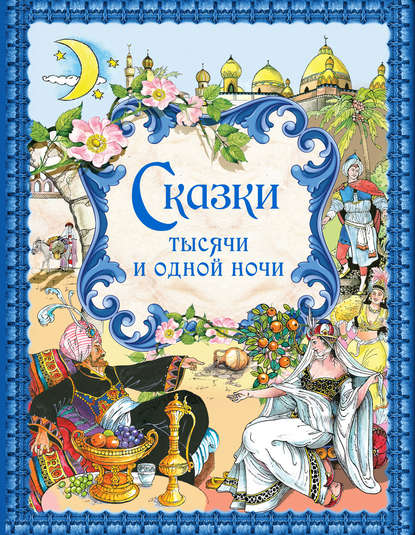 Сказки
тысячи
и одной ночи